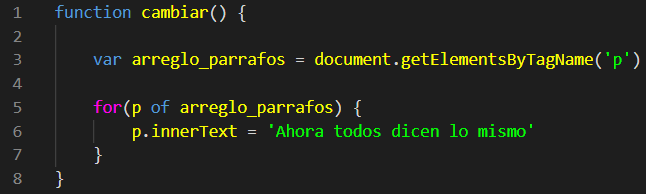 1 function cambiar() {
2
3 var arreglo_parrafos = document.getElementsByTagName('p')
4
5 for(p of arreglo_parrafos) {
6 p.innerText = 'Ahora todos dicen lo mismo'
7 }
8 }